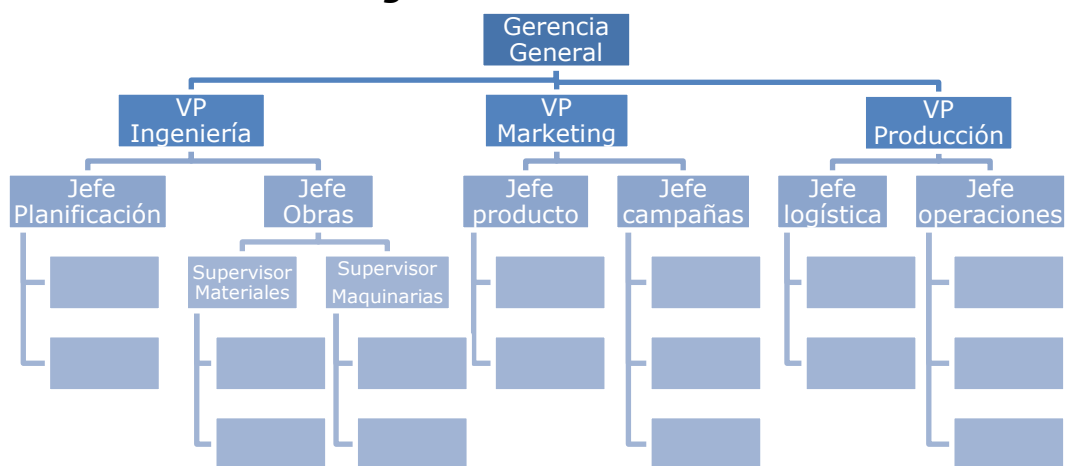 Gerencia
General
VP
Ingeniería
VP
Marketing
VP
Producción
Jefe
Planificación
Jefe
Obras
Jefe
producto
Jefe
campañas
Jefe
logística
Jefe
operaciones
Supervisor
Materiales
Supervisor
Maquinarias